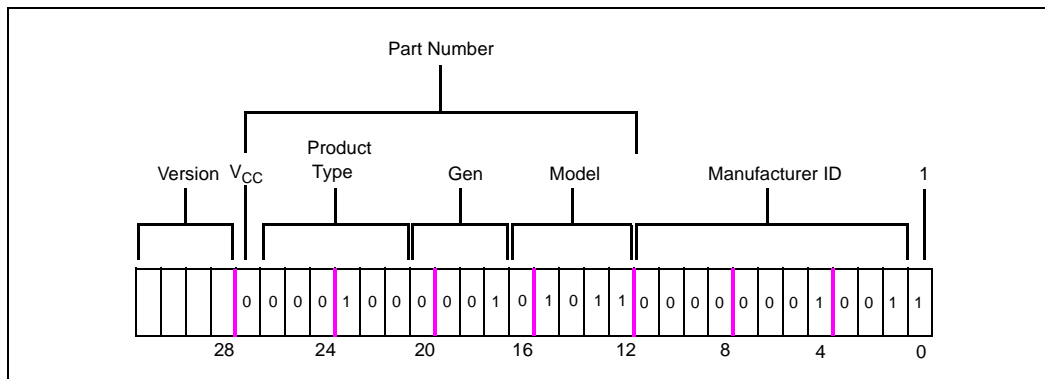 Part Number
Product
Version VCC Type Gen Model Manufacturer ID 1
0 0 0 0 1 0 0 0 0 0 1 0 1 0 1 1 0 0 0 0 0 0 0 1 0 0 1 1
28 24 20 16 12 8 4 0